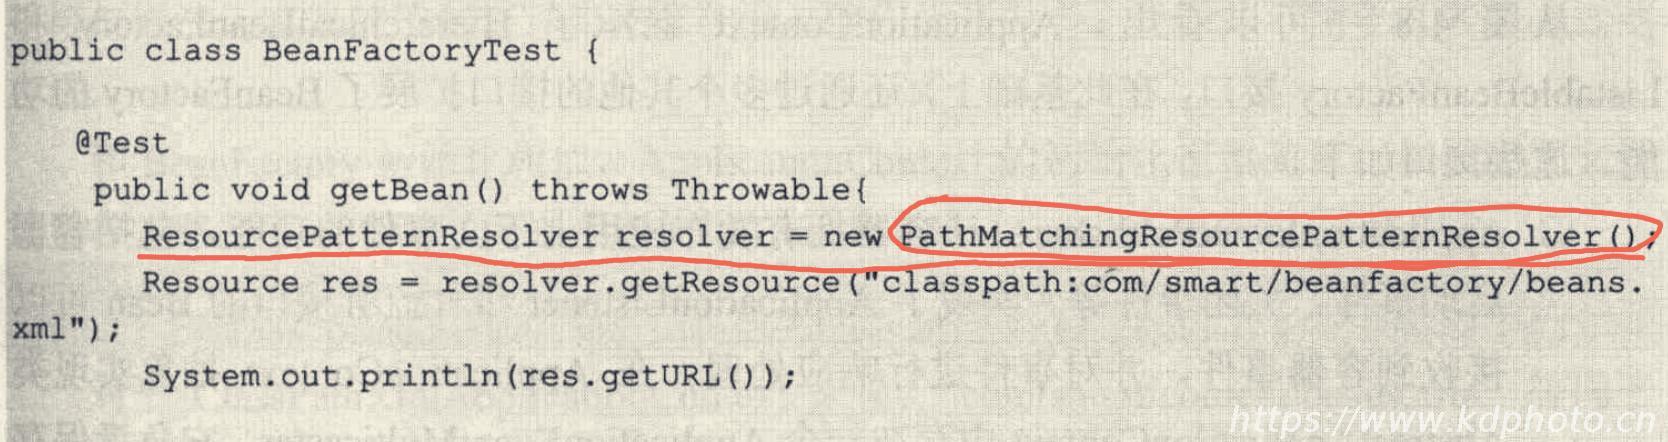 public class BeanFactoryTest {
@Test
public void getBean() throws Throwable{
ResourcePatternResolver resolver = new PathMatchingResourcePatternResolver();
Resource res = resolver.getResource("classpath:com/smart/beanfactory/beans.
xml");
System.out.println(res.getURL());
https://www.kdphoto.cn